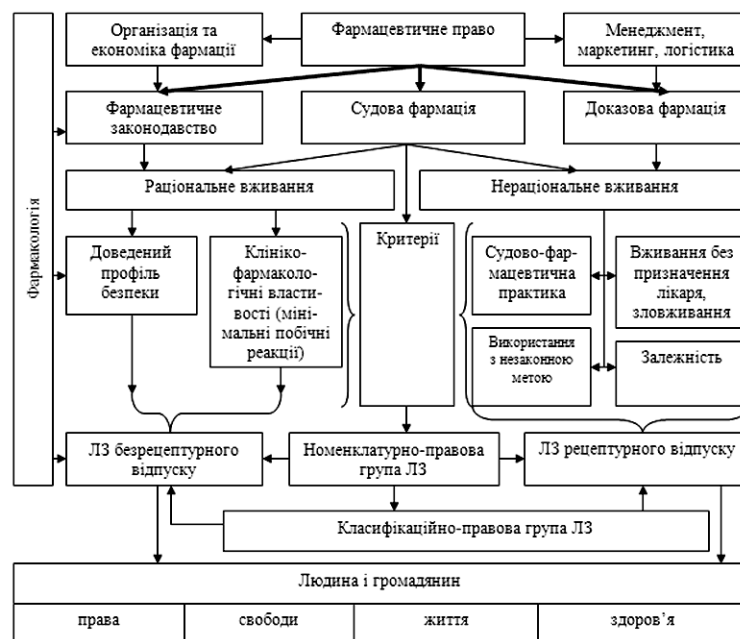 Організація та
економіка фармації
Фармацевтичне право
Менеджмент,
маркетинг, логістика
Фармакологія
Фармацевтичне
законодавство
Судова фармація
Доказова фармація
Раціональне вживання
Нераціональне вживання
Доведений
профіль
безпеки
Клініко-
фармаколо-
гічні власти-
вості (міні-
мальні побічні
реакції)
Критерії
Судово-фар-
мацевтична
практика
Вживання без
призначення
лікаря,
зловживання
Використання
з незаконною
метою
Залежність
ЛЗ безрецептурного
відпуску
Номенклатурно-правова
група ЛЗ
ЛЗ рецептурного
відпуску
Класифікаційно-правова група ЛЗ
Людина і громадянин
права
свободи
життя
здоров’я